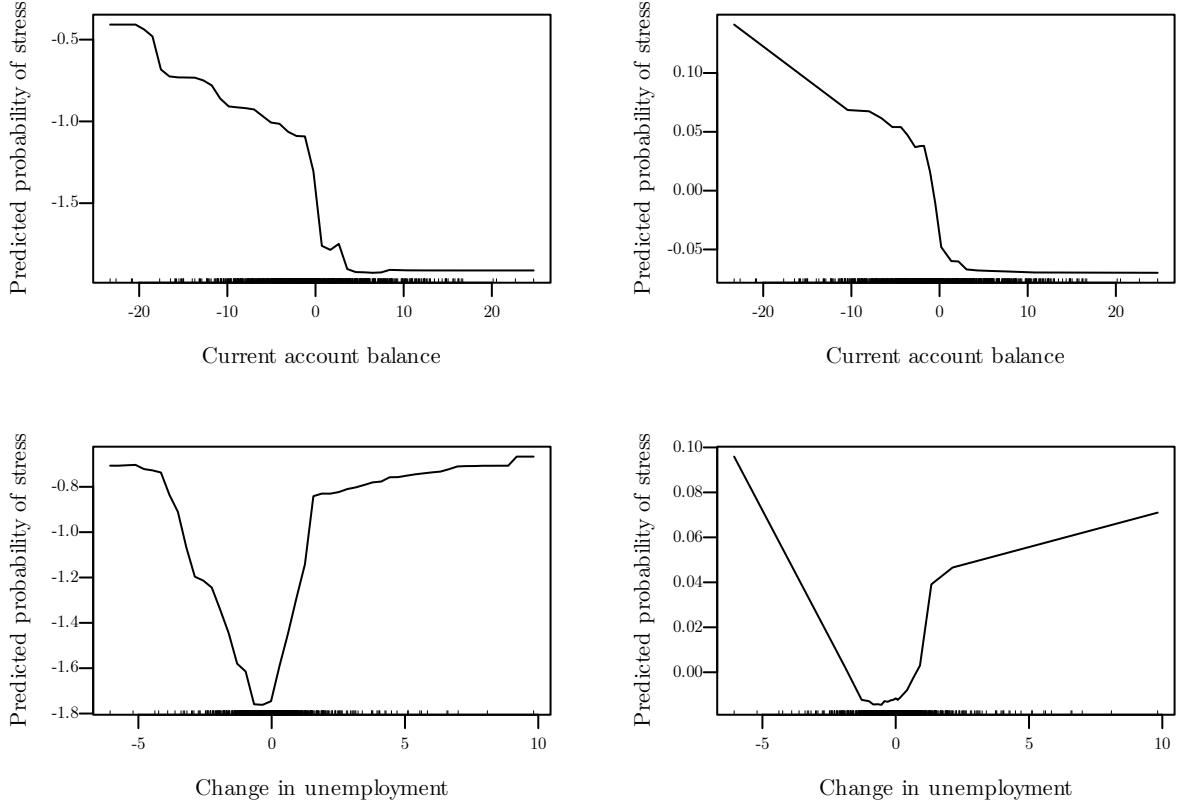 Predicted probability of stress
-0.5
-1.0
-1.5
-20 -10 0 10 20
Current account balance
Predicted probability of stress
0.10
0.05
0.00
-0.05
-20 -10 0 10 20
Current account balance
Predicted probability of stress
-0.8
-1.0
-1.2
-1.4
-1.6
-1.8
-5 0 5 10
Change in unemployment
Predicted probability of stress
0.10
0.08
0.06
0.04
0.02
0.00
-5 0 5 10
Change in unemployment